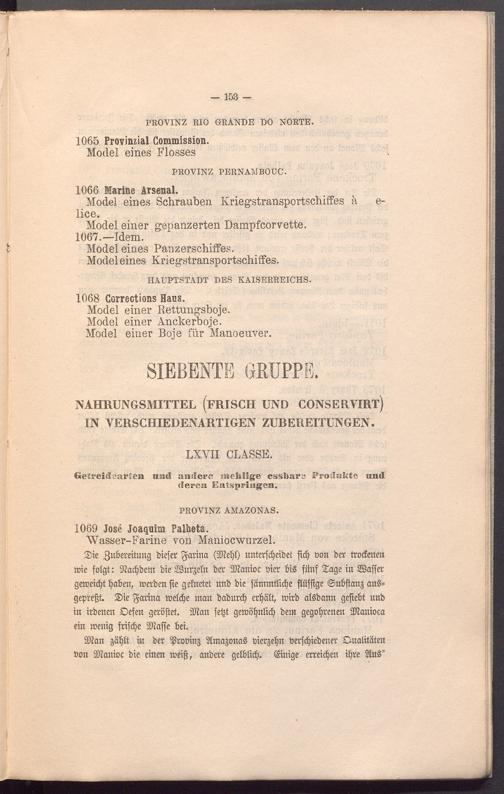 — 153 —
PROVINZ RIO GRANDE DO NORTE.
1065 Provinzial Commission.
Model eines Flosses
PROVINZ PERNAMBOUC.
1066 Marine Arsenal.
Model eines Schrauben Kriegstransportschiffes à e-
lice.
Model einer gepanzerten Dampfcorvette.
1067.—Idem.
Model eines Panzerschiffes.
Model eines Kriegstransportschiffes.
HAUPTSTADT DES KAISERREICHS.
1068 Corrections Haus.
Model einer Rettungsboje.
Model einer Anckerboje.
Model einer Boje für Manoeuver.
SIEBENTE GRUPPE.
NAHRUNGSMITTEL (FRISCH UND CONSERVIRT)
IN VERSCHIEDENARTIGEN ZUBEREITUNGEN.
LXVII CLASSE.
Getreidearten und andere mehlige essbare Produkte und
deren Entspringen.
PROVINZ AMAZONAS.
1069 José Joaquim Palheta.
Wasser-Farine von Maniocwurzel.
Die Zubereitung dieser Farina (Mehl) unterscheidet sich von der trockenen
wie folgt: Nachdem die Wurzeln der Manioc vier bis fünf Tage in Wasser
geweicht haben, werden sie geknetet und die sämmtliche flüssige Substanz aus-
gepreßt. Die Farina welche man dadurch erhält, wird alsdann gesiebt und
in irdenen Oefen geröstet. Man setzt gewöhnlich dem gegohrenen Manioca
ein wenig frische Masse bei.
Man zählt in der Provinz Amazonas vierzehn verschiedener Qualitäten
von Manioc die einen weiß, andere gelblich. Einige erreichen ihre Aus-